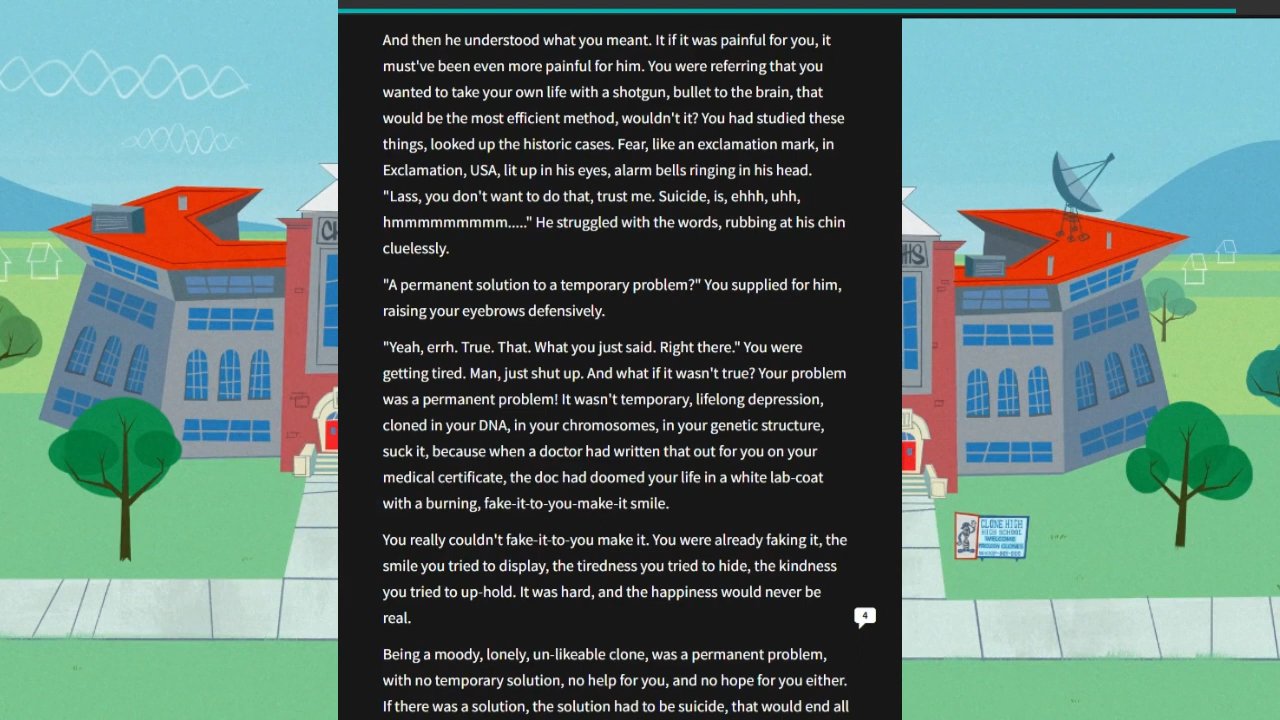 And then he understood what you meant. It if it was painful for you, it
must've been even more painful for him. You were referring that you
wanted to take your own life with a shotgun, bullet to the brain, that
would be the most efficient method, wouldn't it? You had studied these
things, looked up the historic cases. Fear, like an exclamation mark, in
Exclamation, USA, lit up in his eyes, alarm bells ringing in his head.
"Lass, you don't want to do that, trust me. Suicide, is, ehhh, uhh,
hmmmmmmmmm....." He struggled with the words, rubbing at his chin
cluelessly.
"A permanent solution to a temporary problem?" You supplied for him,
raising your eyebrows defensively.
"Yeah, errh. True. That. What you just said. Right there." You were
getting tired. Man, just shut up. And what if it wasn't true? Your problem
was a permanent problem! It wasn't temporary, lifelong depression,
cloned in your DNA, in your chromosomes, in your genetic structure,
suck it, because when a doctor had written that out for you on your
medical certificate, the doc had doomed your life in a white lab-coat
with a burning, fake-it-to-you-make-it smile.
You really couldn't fake-it-to-you make it. You were already faking it, the
smile you tried to display, the tiredness you tried to hide, the kindness
you tried to up-hold. It was hard, and the happiness would never be
real.
4
Being a moody, lonely, un-likeable clone, was a permanent problem,
with no temporary solution, no help for you, and no hope for you either.
If there was a solution, the solution had to be suicide, that would end all
CLONE HIGH
HIGH SCHOOL
WELCOME